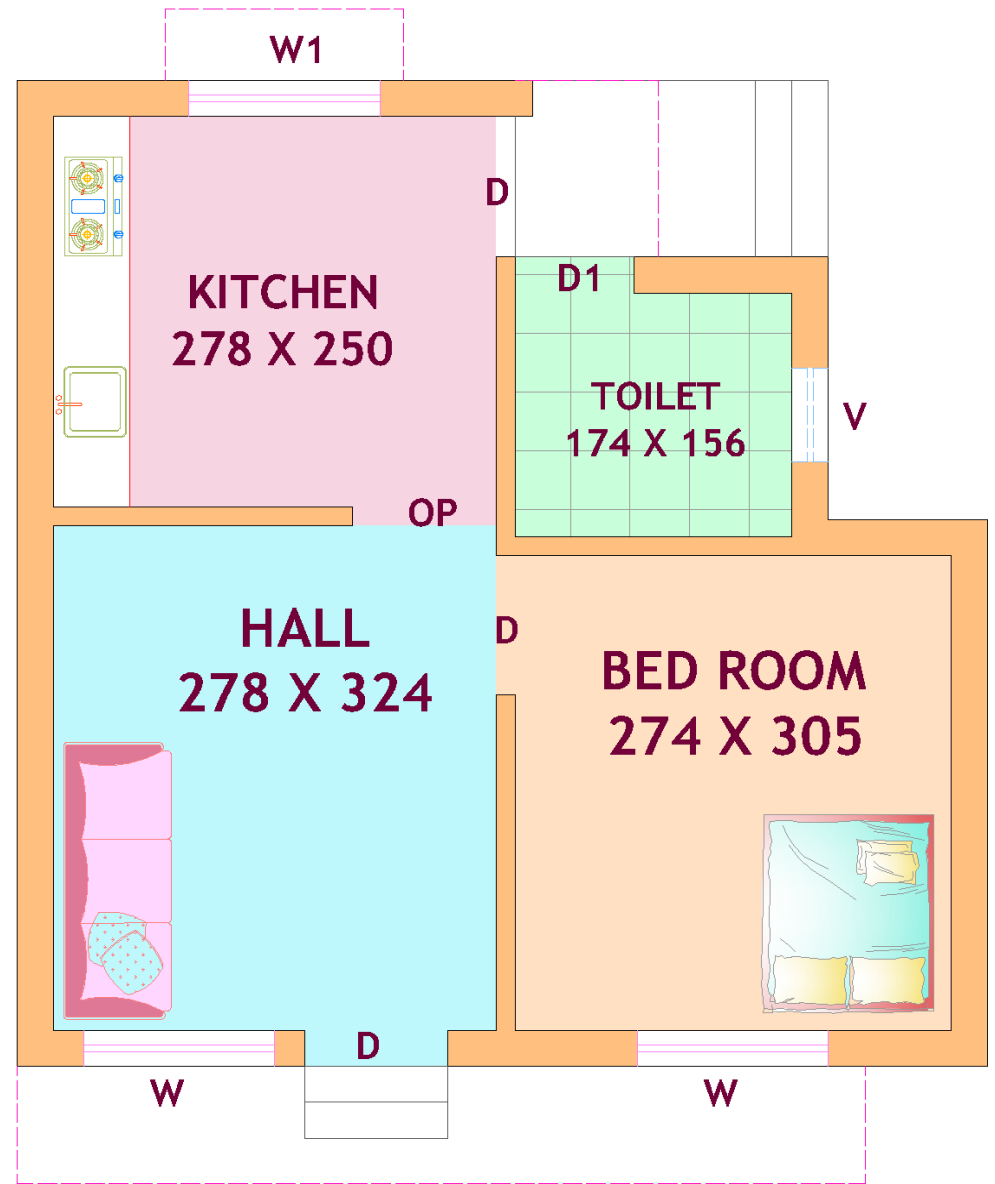 W1
D
KITCHEN
278 X 250
D1
TOILET
174 X 156
V
OP
HALL
278 X 324
D
BED ROOM
274 X 305
D
W
W